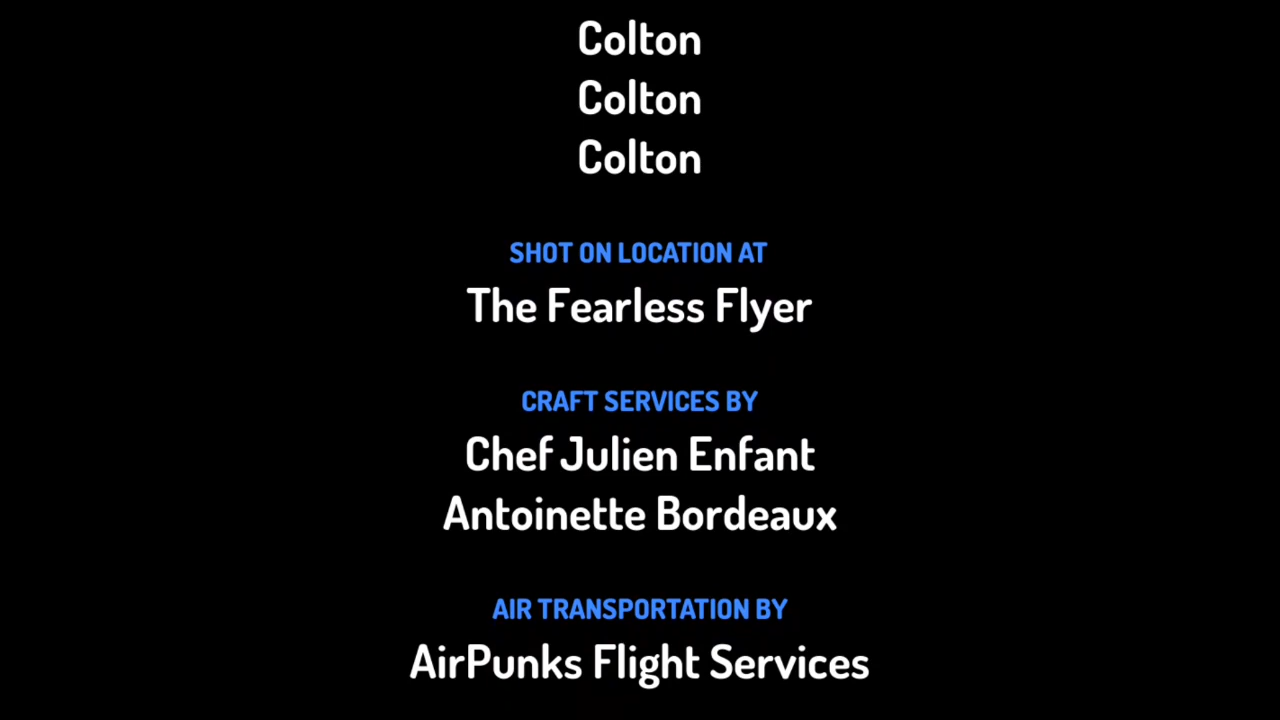 Colton
Colton
Colton
SHOT ON LOCATION AT
The Fearless Flyer
CRAFT SERVICES BY
Chef Julien Enfant
Antoinette Bordeaux
AIR TRANSPORTATION BY
AirPunks Flight Services